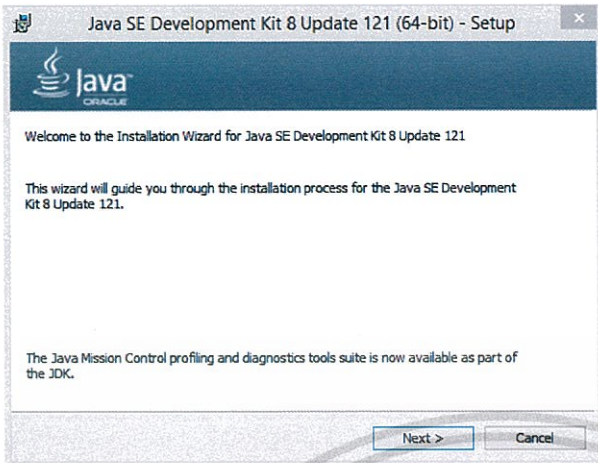 Java SE Development Kit 8 Update 121 (64-bit) - Setup
Java™
ORACLE
Welcome to the Installation Wizard for Java SE Development Kit 8 Update 121
This wizard will guide you through the installation process for the Java SE Development
Kit 8 Update 121.
The Java Mission Control profiling and diagnostics tools suite is now available as part of
the JDK.
Next >
Cancel